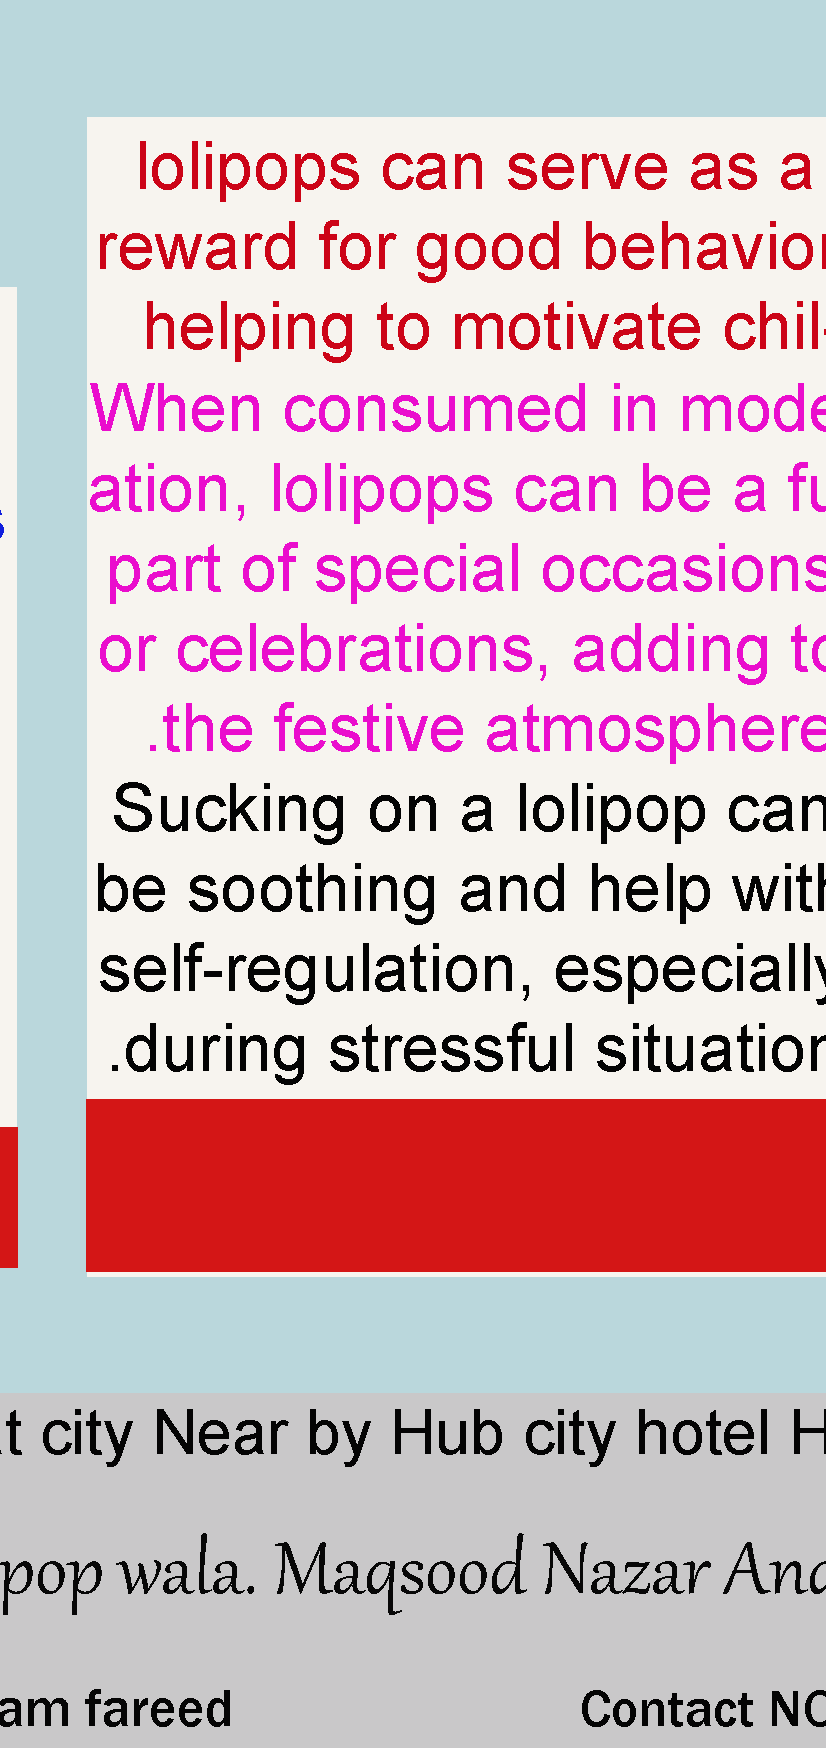 lolipops can serve as a
reward for good behavior
helping to motivate chil-
When consumed in mode
ation, lolipops can be a fu
part of special occasions
or celebrations, adding to
.the festive atmosphere
s
Sucking on a lolipop can
be soothing and help with
self-regulation, especially
.during stressful situation
at city Near by Hub city hotel H
pop wala. Maqsood Nazar And
am fareed Contact NO